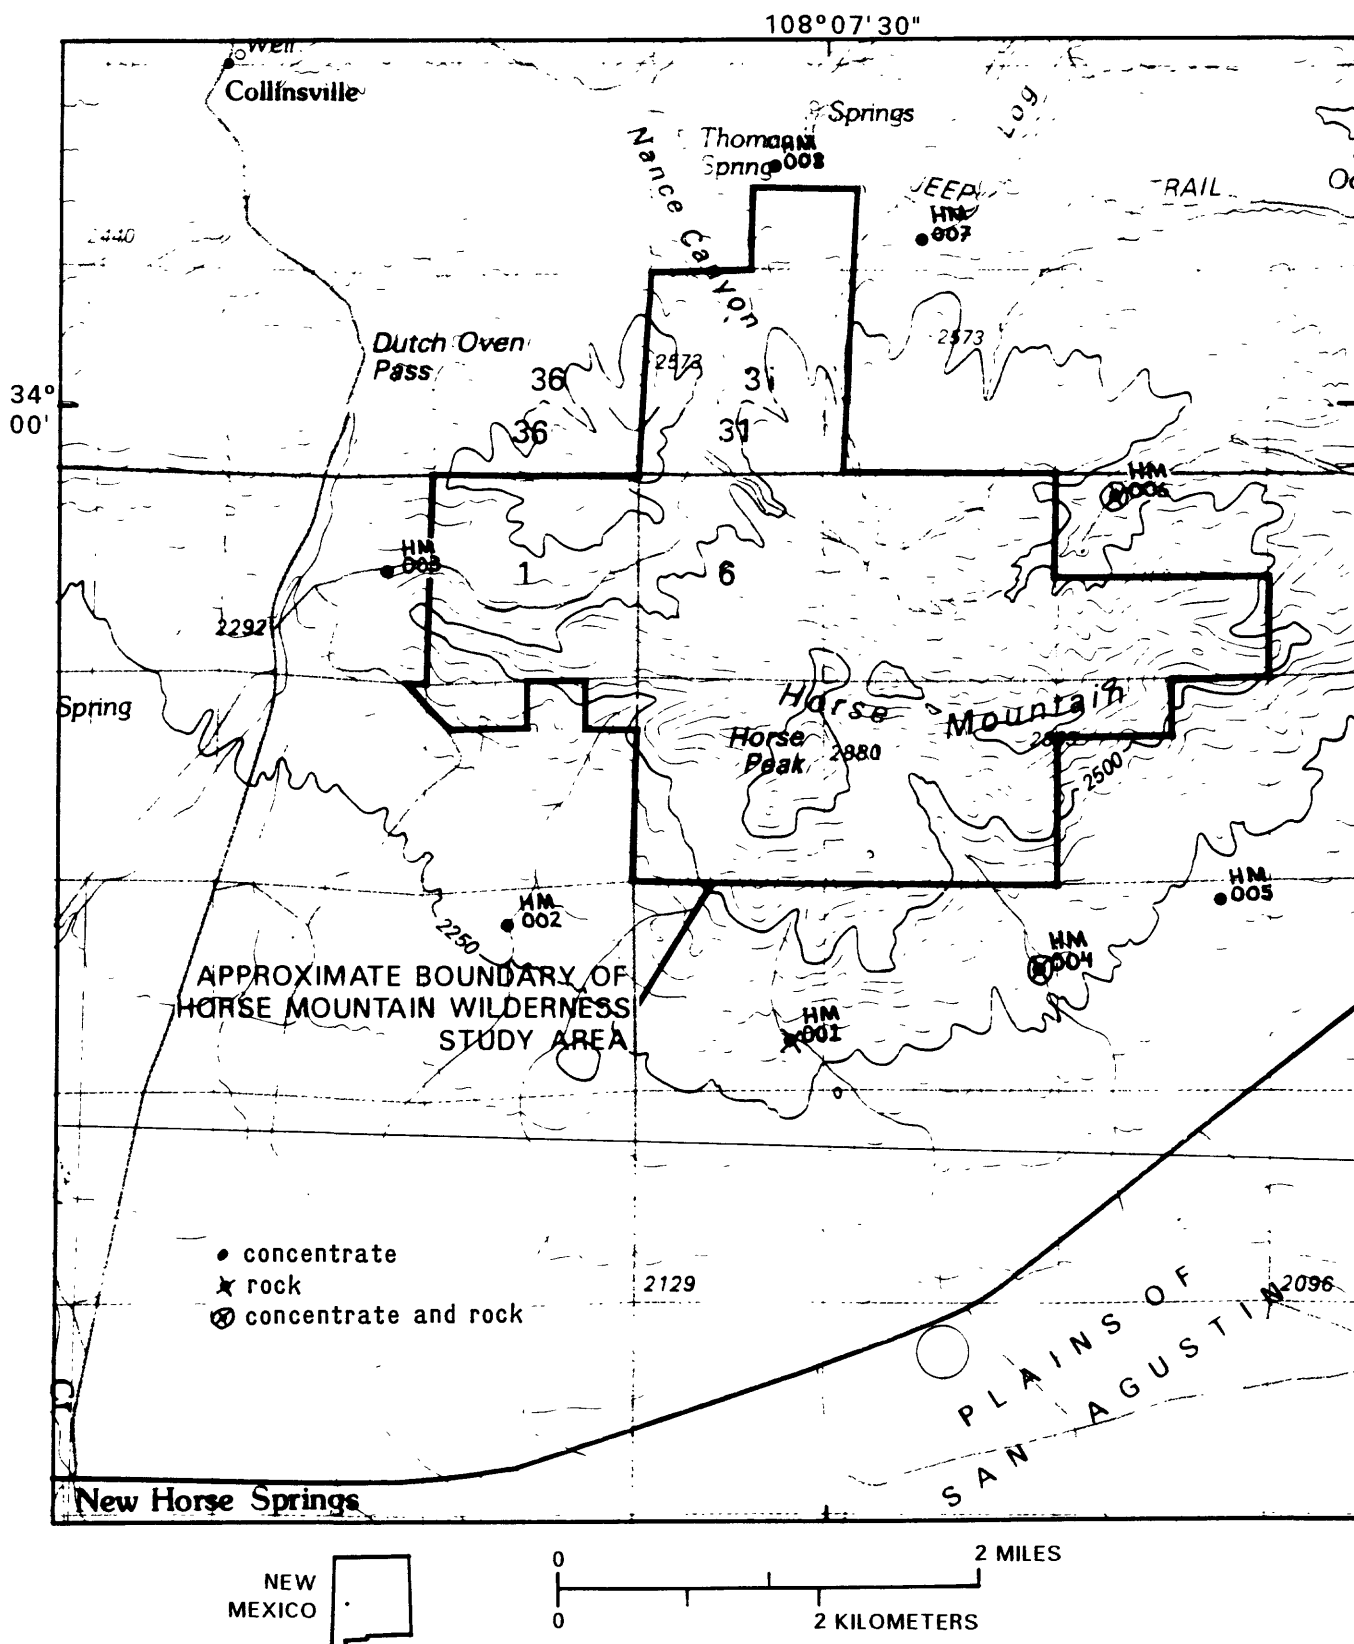 108°07'30"
Well
Collinsville
Springs
Log
Thomas
Spring
HM
008
Nance Canyon
JEEP
TRAIL
HM
007
2440
Dutch Oven
Pass
2573
2573
34°
00'
36
31
36
31
HM
006
HM
003
1
6
2292
Spring
Horse Mountain
Horse
Peak
2880
2500
HM
005
HM
002
2250
HM
004
APPROXIMATE BOUNDARY OF
HORSE MOUNTAIN WILDERNESS
STUDY AREA
HM
001
concentrate
rock
concentrate and rock
2129
2096
PLAINS OF
SAN AGUSTIN
New Horse Springs
NEW
MEXICO
0
2 MILES
0
2 KILOMETERS